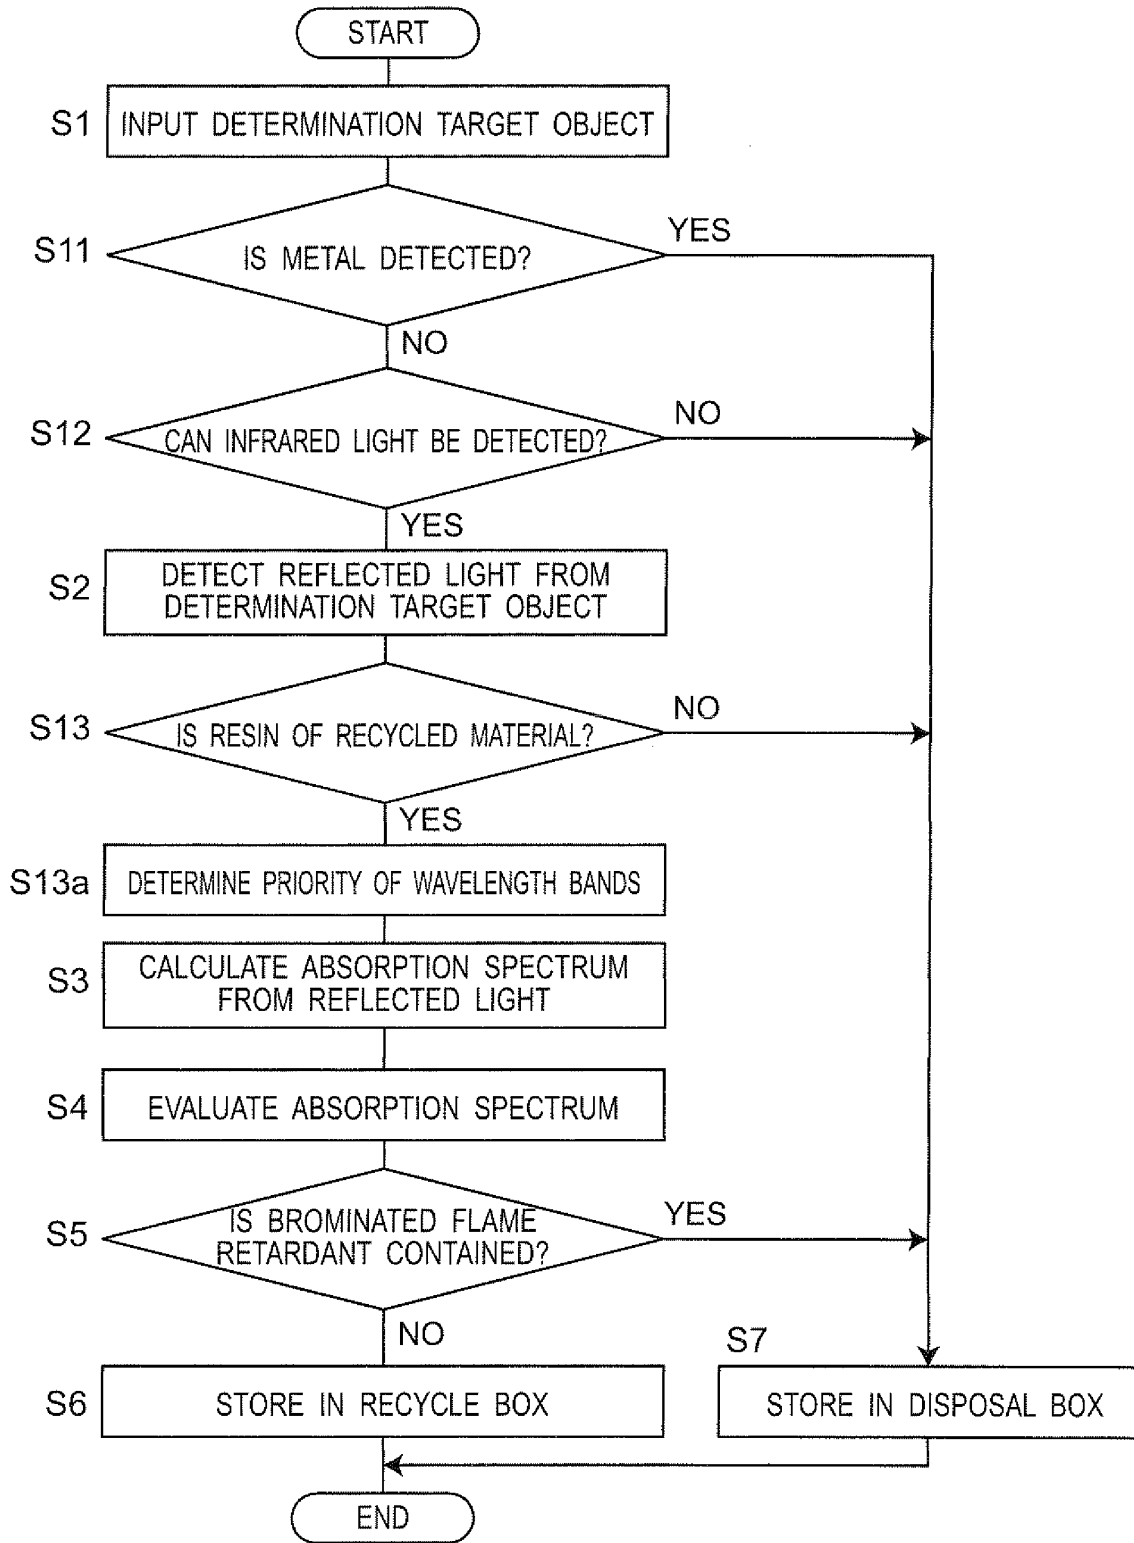 START
S1
INPUT DETERMINATION TARGET OBJECT
S11
IS METAL DETECTED?
YES
NO
S12
CAN INFRARED LIGHT BE DETECTED?
NO
YES
S2
DETECT REFLECTED LIGHT FROM
DETERMINATION TARGET OBJECT
S13
IS RESIN OF RECYCLED MATERIAL?
NO
YES
S13a
DETERMINE PRIORITY OF WAVELENGTH BANDS
S3
CALCULATE ABSORPTION SPECTRUM
FROM REFLECTED LIGHT
S4
EVALUATE ABSORPTION SPECTRUM
S5
IS BROMINATED FLAME
RETARDANT CONTAINED?
YES
NO
S6
STORE IN RECYCLE BOX
S7
STORE IN DISPOSAL BOX
END